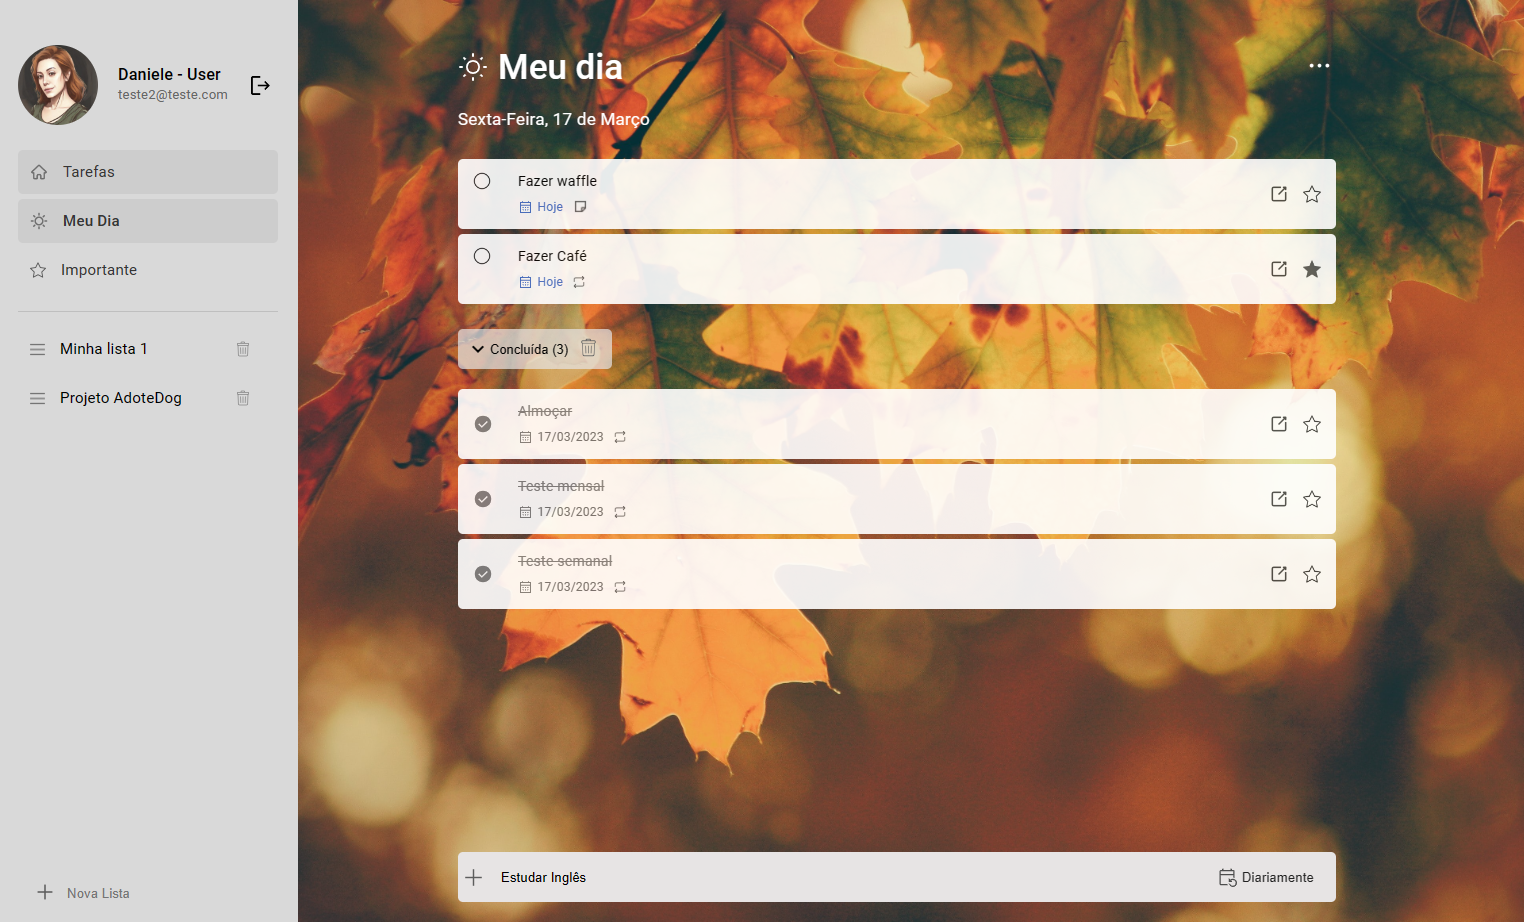 Daniele - User
teste2@teste.com
Tarefas
Meu Dia
Importante
Minha lista 1
Projeto AdoteDog
Nova Lista
Meu dia
Sexta-Feira, 17 de Março
Fazer waffle
Hoje
Fazer Café
Hoje
Concluída (3)
Almoçar
17/03/2023
Teste mensal
17/03/2023
Teste semanal
17/03/2023
Estudar Inglês
Diariamente